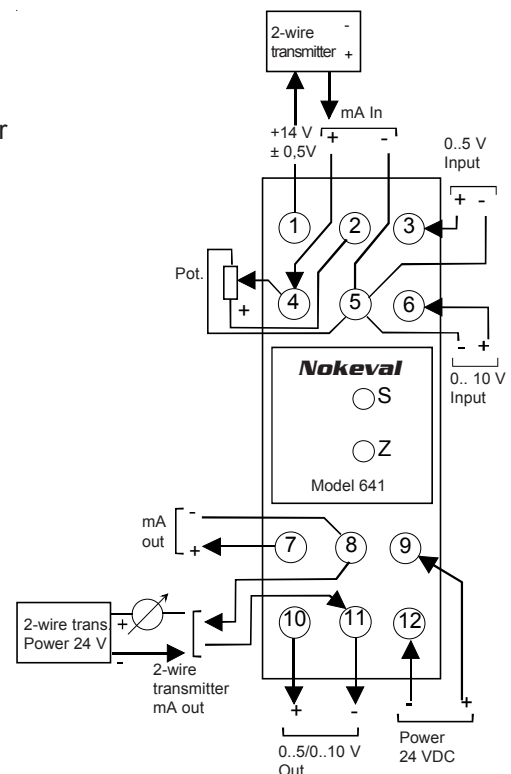 2-wire -
transmitter +
r
+14 V
± 0,5V
mA In
+ -
0..5 V
Input
+ -
1 2 3
Pot.
+
4 5 6
- +
0.. 10 V
Input
Nokeval
S
Z
Model 641
mA
out
-
+
7 8 9
2-wire trans.
Power 24 V
+
-
2-wire
transmitter
mA out
10 11 12
+ -
0..5/0..10 V
Out
- +
Power
24 VDC